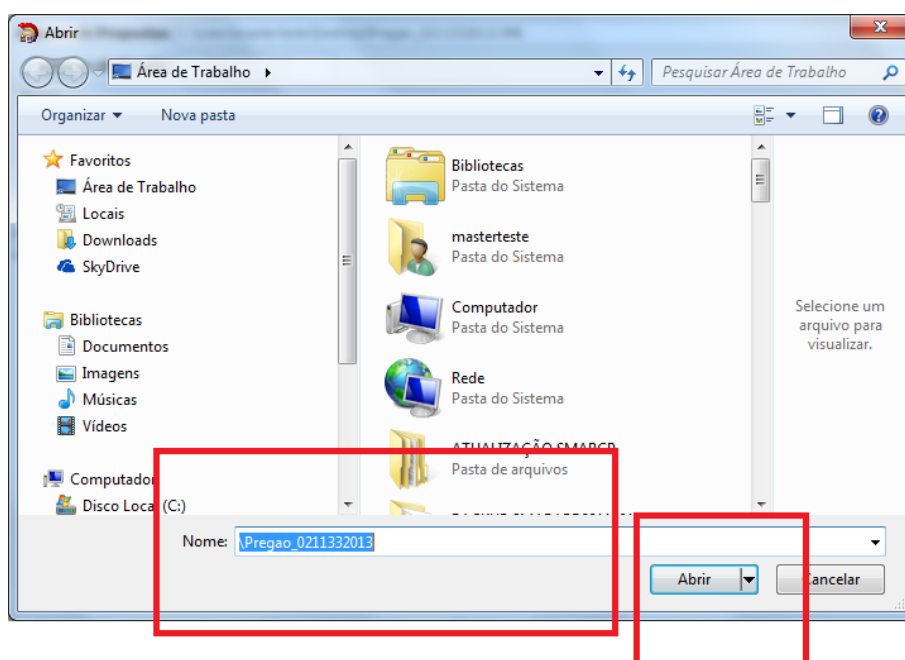 Abrir
Área de Trabalho
Pesquisar Área de Trabalho
Organizar
Nova pasta
Favoritos
Área de Trabalho
Locais
Downloads
SkyDrive
Bibliotecas
Documentos
Imagens
Músicas
Vídeos
Computador
Disco Local (C:)
Bibliotecas
Pasta do Sistema
masterteste
Pasta do Sistema
Computador
Pasta do Sistema
Rede
Pasta do Sistema
ATUALIZAÇÃO SMARCP
Pasta de arquivos
Selecione um
arquivo para
visualizar.
Nome: \Pregao_0211332013
Abrir
Cancelar